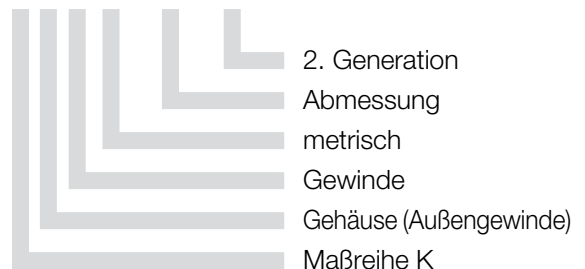 2. Generation
Abmessung
metrisch
Gewinde
Gehäuse (Außengewinde)
Maßreihe K